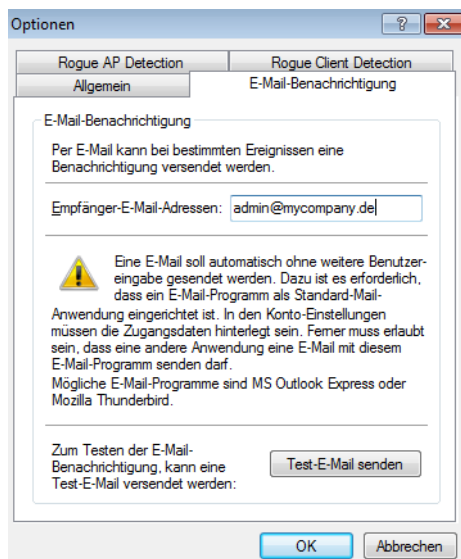 Optionen
Rogue AP Detection
Rogue Client Detection
Allgemein
E-Mail-Benachrichtigung
E-Mail-Benachrichtigung
Per E-Mail kann bei bestimmten Ereignissen eine
Benachrichtigung versendet werden.
Empfänger-E-Mail-Adressen:
admin@mycompany.de
Eine E-Mail soll automatisch ohne weitere Benutzer-
eingabe gesendet werden. Dazu ist es erforderlich,
dass ein E-Mail-Programm als Standard-Mail-
Anwendung eingerichtet ist. In den Konto-Einstellungen
müssen die Zugangsdaten hinterlegt sein. Ferner muss erlaubt
sein, dass eine andere Anwendung eine E-Mail mit diesem
E-Mail-Programm senden darf.
Mögliche E-Mail-Programme sind MS Outlook Express oder
Mozilla Thunderbird.
Zum Testen der E-Mail-
Benachrichtigung, kann eine
Test-E-Mail versendet werden:
Test-E-Mail senden
OK
Abbrechen